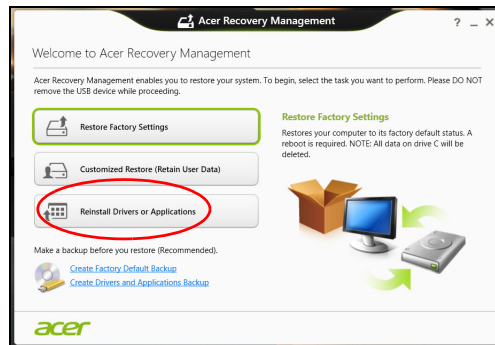 Acer Recovery Management
Welcome to Acer Recovery Management
Acer Recovery Management enables you to restore your system. To begin, select the task you want to perform. Please DO NOT
remove the USB device while proceeding.
Restore Factory Settings
Customized Restore (Retain User Data)
Reinstall Drivers or Applications
Restore Factory Settings
Restores your computer to its factory default status. A
reboot is required. NOTE: All data on drive C will be
deleted.
Make a backup before you restore (Recommended).
Create Factory Default Backup
Create Drivers and Applications Backup
acer